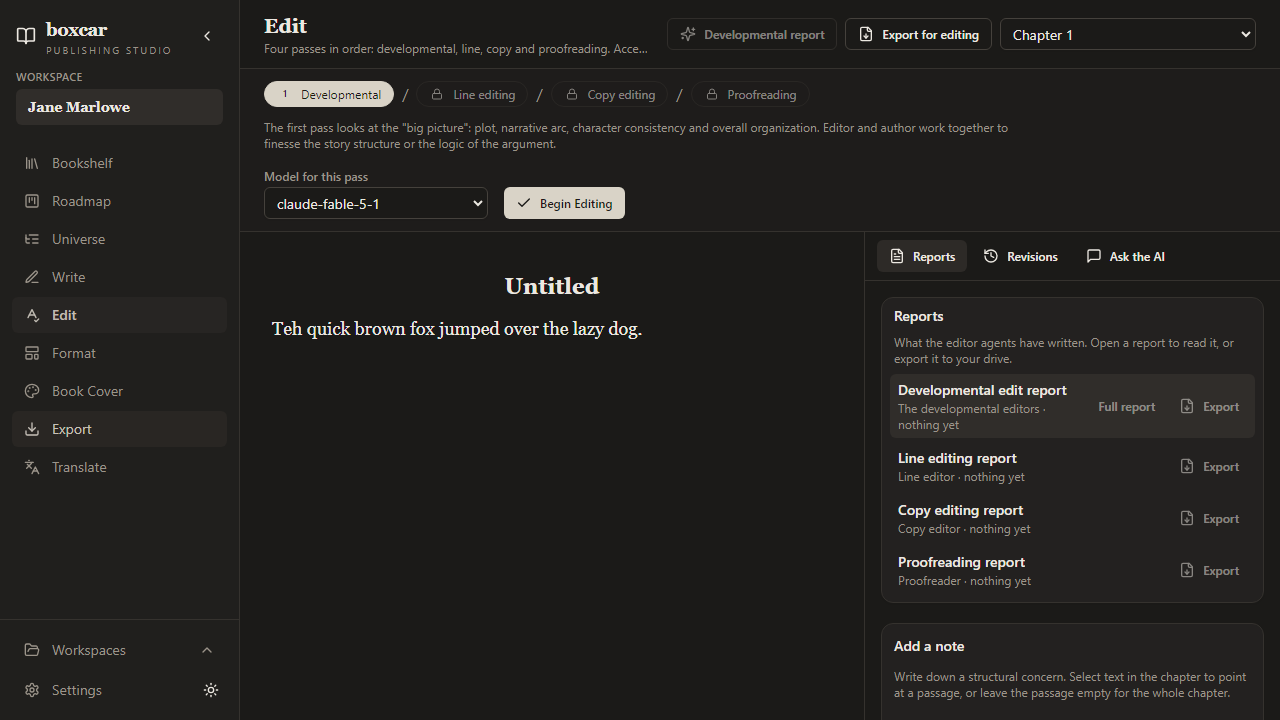 boxcar
PUBLISHING STUDIO
WORKSPACE
Jane Marlowe
Bookshelf
Roadmap
Universe
Write
Edit
Format
Book Cover
Export
Translate
Workspaces
Settings
Edit
Four passes in order: developmental, line, copy and proofreading. Acce...
Developmental report
Export for editing
Chapter 1
1 Developmental / Line editing / Copy editing / Proofreading
The first pass looks at the "big picture": plot, narrative arc, character consistency and overall organization. Editor and author work together to
finesse the story structure or the logic of the argument.
Model for this pass
claude-fable-5-1
Begin Editing
Untitled
Teh quick brown fox jumped over the lazy dog.
Reports
Revisions
Ask the AI
Reports
What the editor agents have written. Open a report to read it, or
export it to your drive.
Developmental edit report
The developmental editors ·
nothing yet
Full report
Export
Line editing report
Line editor · nothing yet
Export
Copy editing report
Copy editor · nothing yet
Export
Proofreading report
Proofreader · nothing yet
Export
Add a note
Write down a structural concern. Select text in the chapter to point
at a passage, or leave the passage empty for the whole chapter.